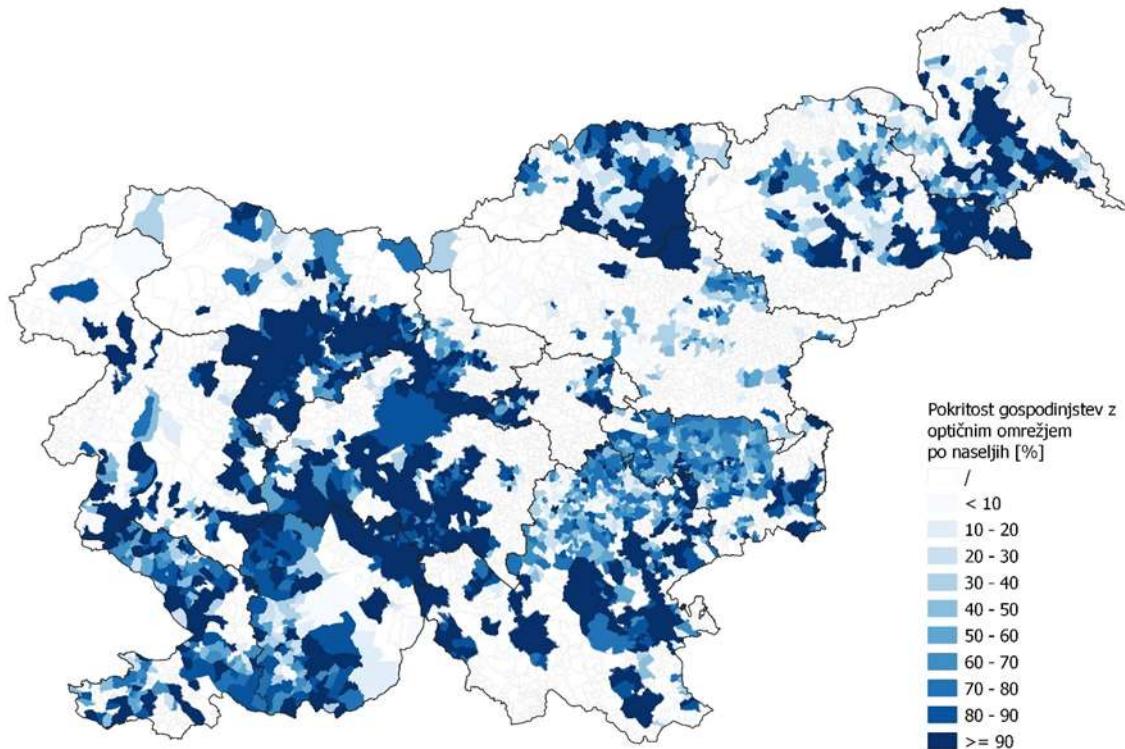 Pokritost gospodinjstev z
optičnim omrežjem
po naseljih [%]
/
< 10
10 - 20
20 - 30
30 - 40
40 - 50
50 - 60
60 - 70
70 - 80
80 - 90
>= 90